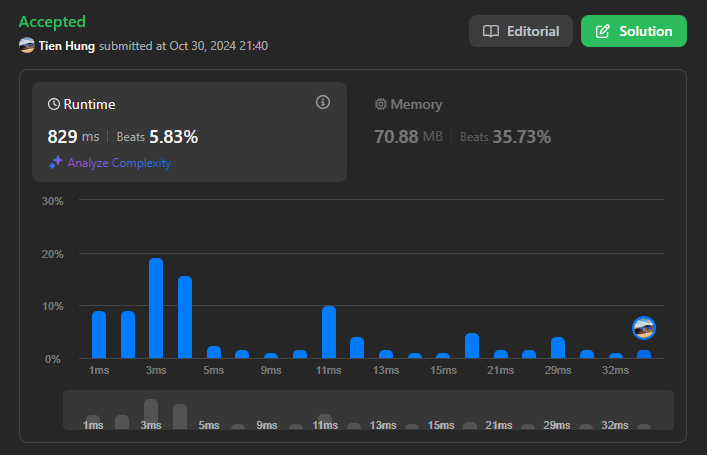 Accepted
Editorial
Solution
Tien Hung submitted at Oct 30, 2024 21:40
Runtime
829 ms | Beats 5.83%
Analyze Complexity
Memory
70.88 MB | Beats 35.73%
30%
20%
10%
0%
1ms 3ms 5ms 9ms 11ms 13ms 15ms 21ms 29ms 32ms
1ms 3ms 5ms 9ms 11ms 13ms 15ms 21ms 29ms 32ms